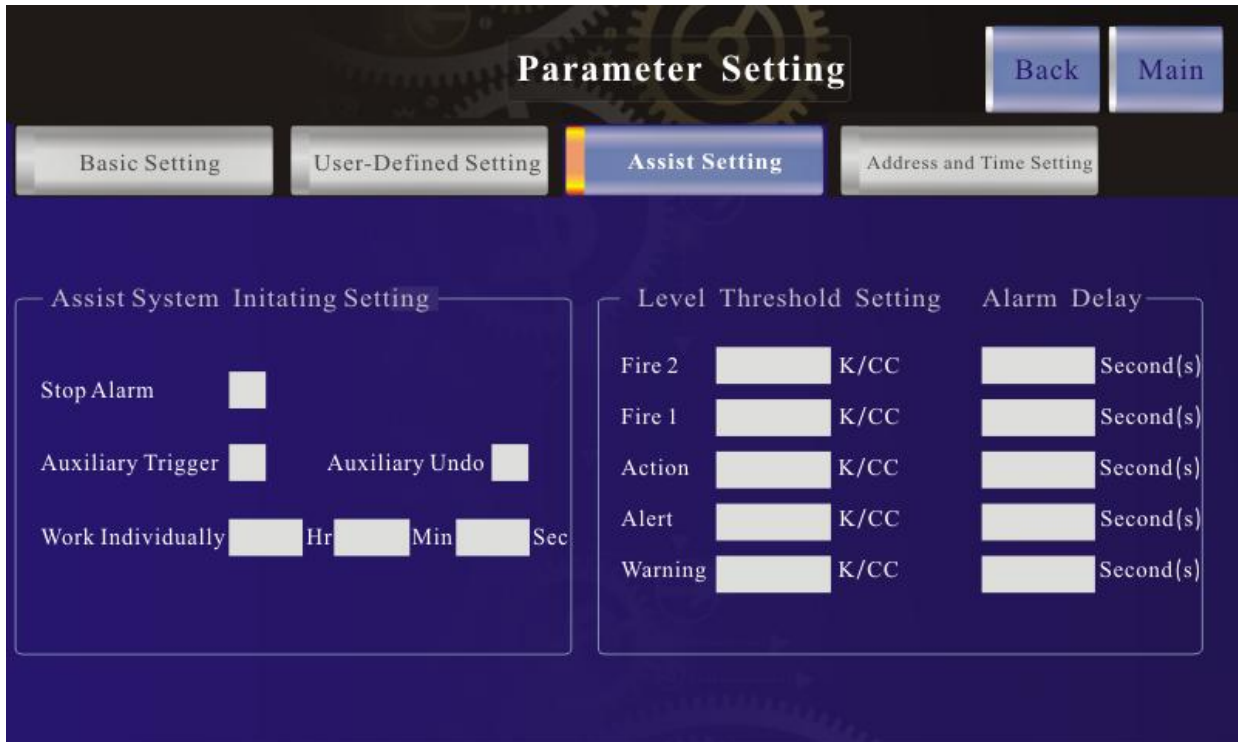 Parameter Setting
Back
Main
Basic Setting
User-Defined Setting
Assist Setting
Address and Time Setting
Assist System Initating Setting
Stop Alarm
Auxiliary Trigger
Auxiliary Undo
Work Individually Hr Min Sec
Level Threshold Setting Alarm Delay
Fire 2 K/CC Second(s)
Fire 1 K/CC Second(s)
Action K/CC Second(s)
Alert K/CC Second(s)
Warning K/CC Second(s)